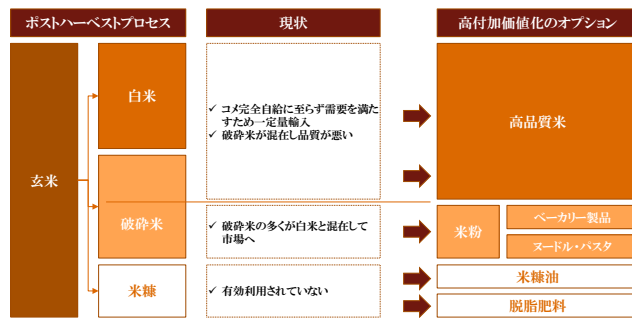 ポストハーベストプロセス
現状
高付加価値化のオプション
玄米
白米
✓ コメ完全自給に至らず需要を満た
すため一定量輸入
✓ 破砕米が混在し品質が悪い
高品質米
破砕米
✓ 破砕米の多くが白米と混在して
市場へ
米粉
ベーカリー製品
ヌードル・パスタ
米糠
✓ 有効利用されていない
米糠油
脱脂肥料